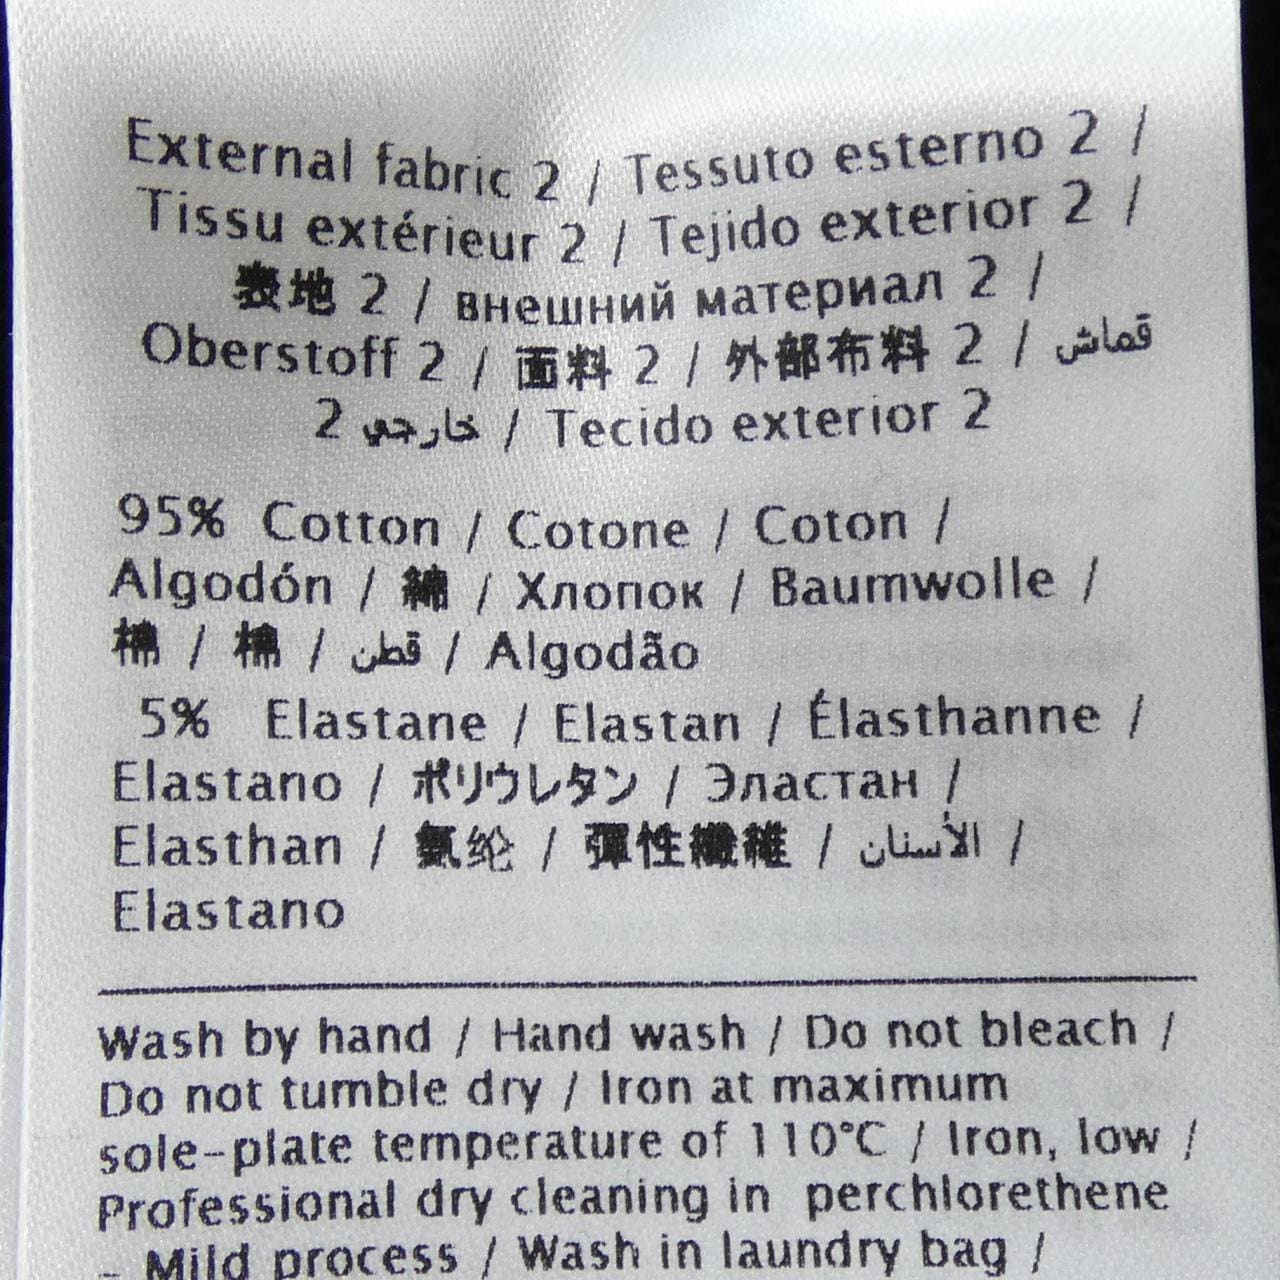 External fabric 2 / Tessuto esterno 2 /
Tissu extérieur 2 / Tejido exterior 2 /
表地 2 / внешний материал 2 /
Oberstoff 2 / 面料 2 / 外部布料 2 / قماش
خارجي 2 / Tecido exterior 2
95% Cotton / Cotone / Coton /
Algodón / 綿 / Хлопок / Baumwolle /
棉 / 棉 / قطن / Algodão
5% Elastane / Elastan / Élasthanne /
Elastano / ポリウレタン / Эластан /
Elasthan / 氨纶 / 彈性纖維 / الأسنان /
Elastano
Wash by hand / Hand wash / Do not bleach /
Do not tumble dry / Iron at maximum
sole-plate temperature of 110°C / Iron, low /
Professional dry cleaning in perchlorethene
- Mild process / Wash in laundry bag /